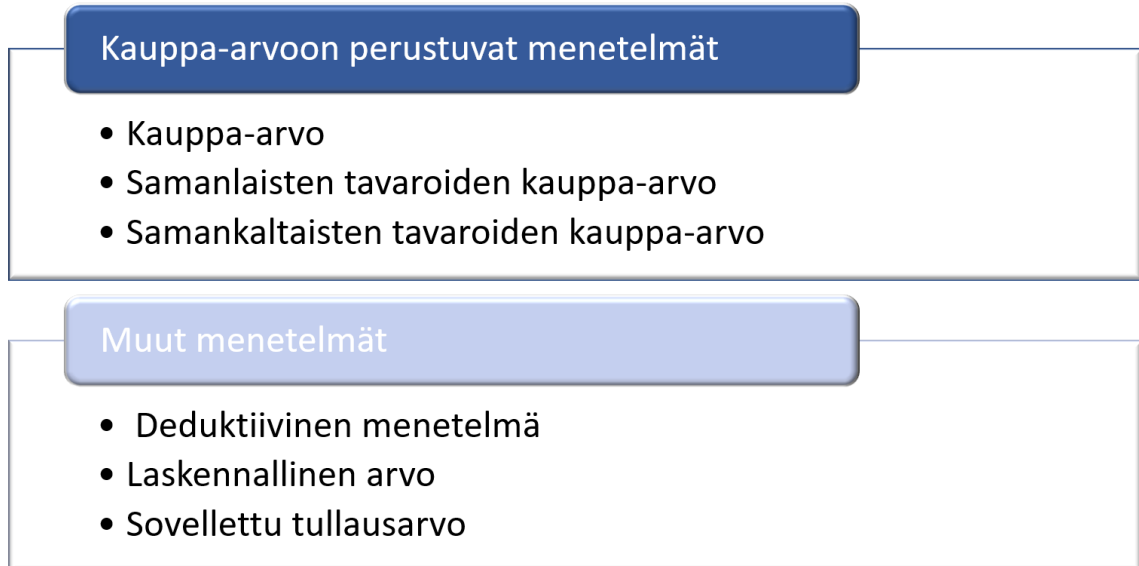 Kauppa-arvoon perustuvat menetelmät
• Kauppa-arvo
• Samanlaisten tavaroiden kauppa-arvo
• Samankaltaisten tavaroiden kauppa-arvo
Muut menetelmät
• Deduktiivinen menetelmä
• Laskennallinen arvo
• Sovellettu tullausarvo